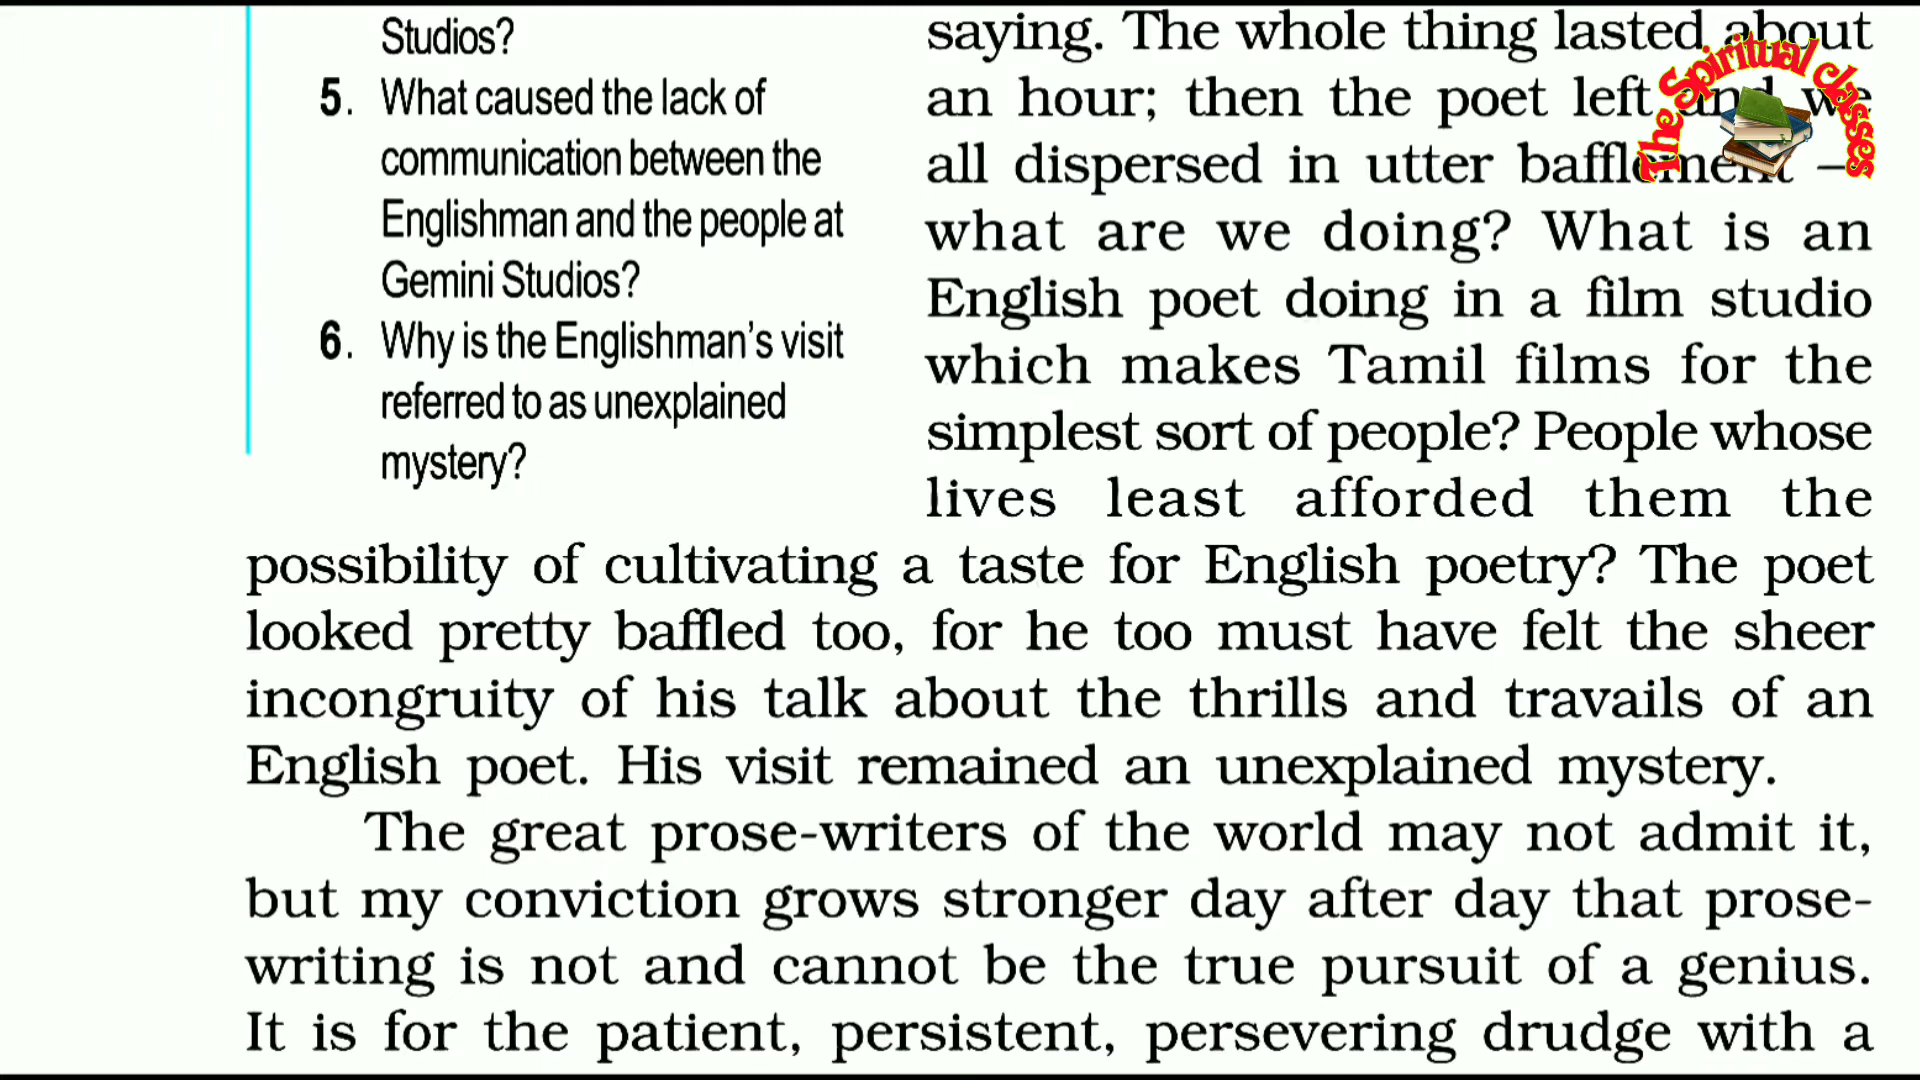 Studios?
5. What caused the lack of
communication between the
Englishman and the people at
Gemini Studios?
6. Why is the Englishman's visit
referred to as unexplained
mystery?
saying. The whole thing lasted about
an hour; then the poet left and we
all dispersed in utter bafflement —
what are we doing? What is an
English poet doing in a film studio
which makes Tamil films for the
simplest sort of people? People whose
lives least afforded them the
possibility of cultivating a taste for English poetry? The poet
looked pretty baffled too, for he too must have felt the sheer
incongruity of his talk about the thrills and travails of an
English poet. His visit remained an unexplained mystery.
The great prose-writers of the world may not admit it,
but my conviction grows stronger day after day that prose-
writing is not and cannot be the true pursuit of a genius.
It is for the patient, persistent, persevering drudge with a
The Spiritual classes